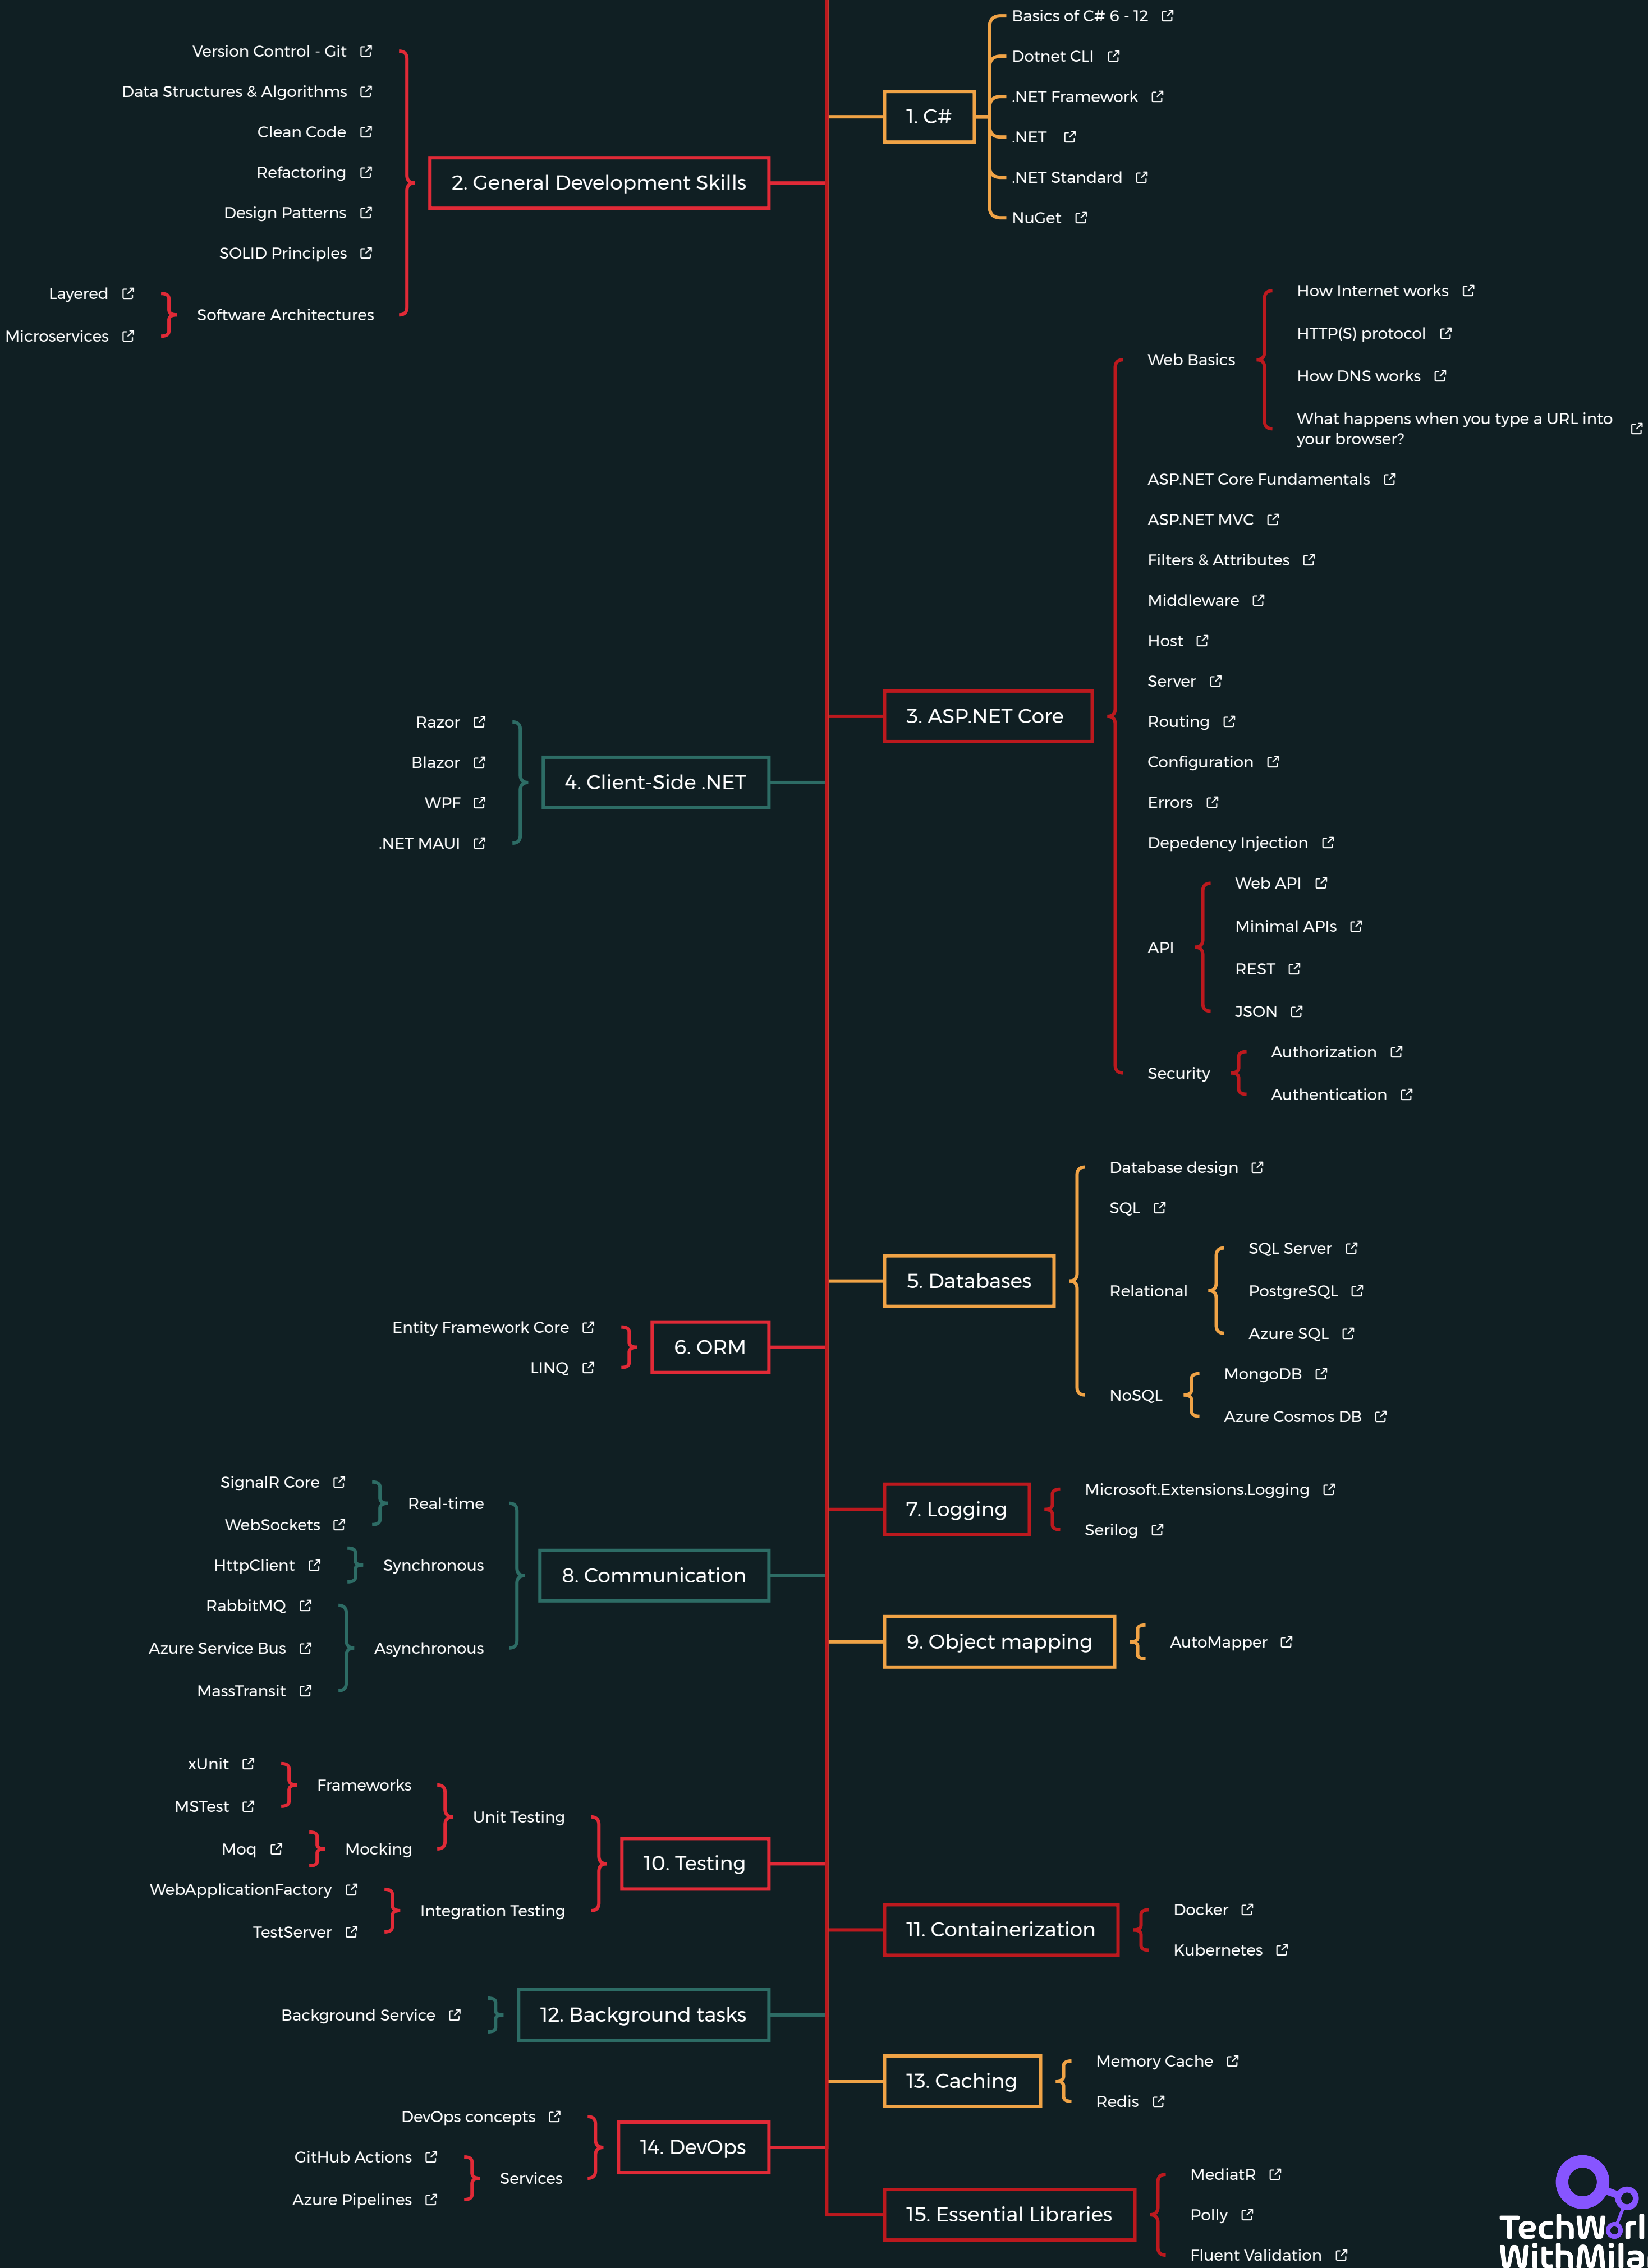 1. C#
Basics of C# 6 - 12
Dotnet CLI
.NET Framework
.NET
.NET Standard
NuGet
2. General Development Skills
Version Control - Git
Data Structures & Algorithms
Clean Code
Refactoring
Design Patterns
SOLID Principles
Software Architectures
Layered
Microservices
3. ASP.NET Core
Web Basics
How Internet works
HTTP(S) protocol
How DNS works
What happens when you type a URL into
your browser?
ASP.NET Core Fundamentals
ASP.NET MVC
Filters & Attributes
Middleware
Host
Server
Routing
Configuration
Errors
Depedency Injection
API
Web API
Minimal APIs
REST
JSON
Security
Authorization
Authentication
4. Client-Side .NET
Razor
Blazor
WPF
.NET MAUI
5. Databases
Database design
SQL
Relational
SQL Server
PostgreSQL
Azure SQL
NoSQL
MongoDB
Azure Cosmos DB
6. ORM
Entity Framework Core
LINQ
7. Logging
Microsoft.Extensions.Logging
Serilog
8. Communication
Real-time
SignalR Core
WebSockets
Synchronous
HttpClient
Asynchronous
RabbitMQ
Azure Service Bus
MassTransit
9. Object mapping
AutoMapper
10. Testing
Unit Testing
Frameworks
xUnit
MSTest
Mocking
Moq
Integration Testing
WebApplicationFactory
TestServer
11. Containerization
Docker
Kubernetes
12. Background tasks
Background Service
13. Caching
Memory Cache
Redis
14. DevOps
DevOps concepts
Services
GitHub Actions
Azure Pipelines
15. Essential Libraries
MediatR
Polly
Fluent Validation
TechWorl
WithMila